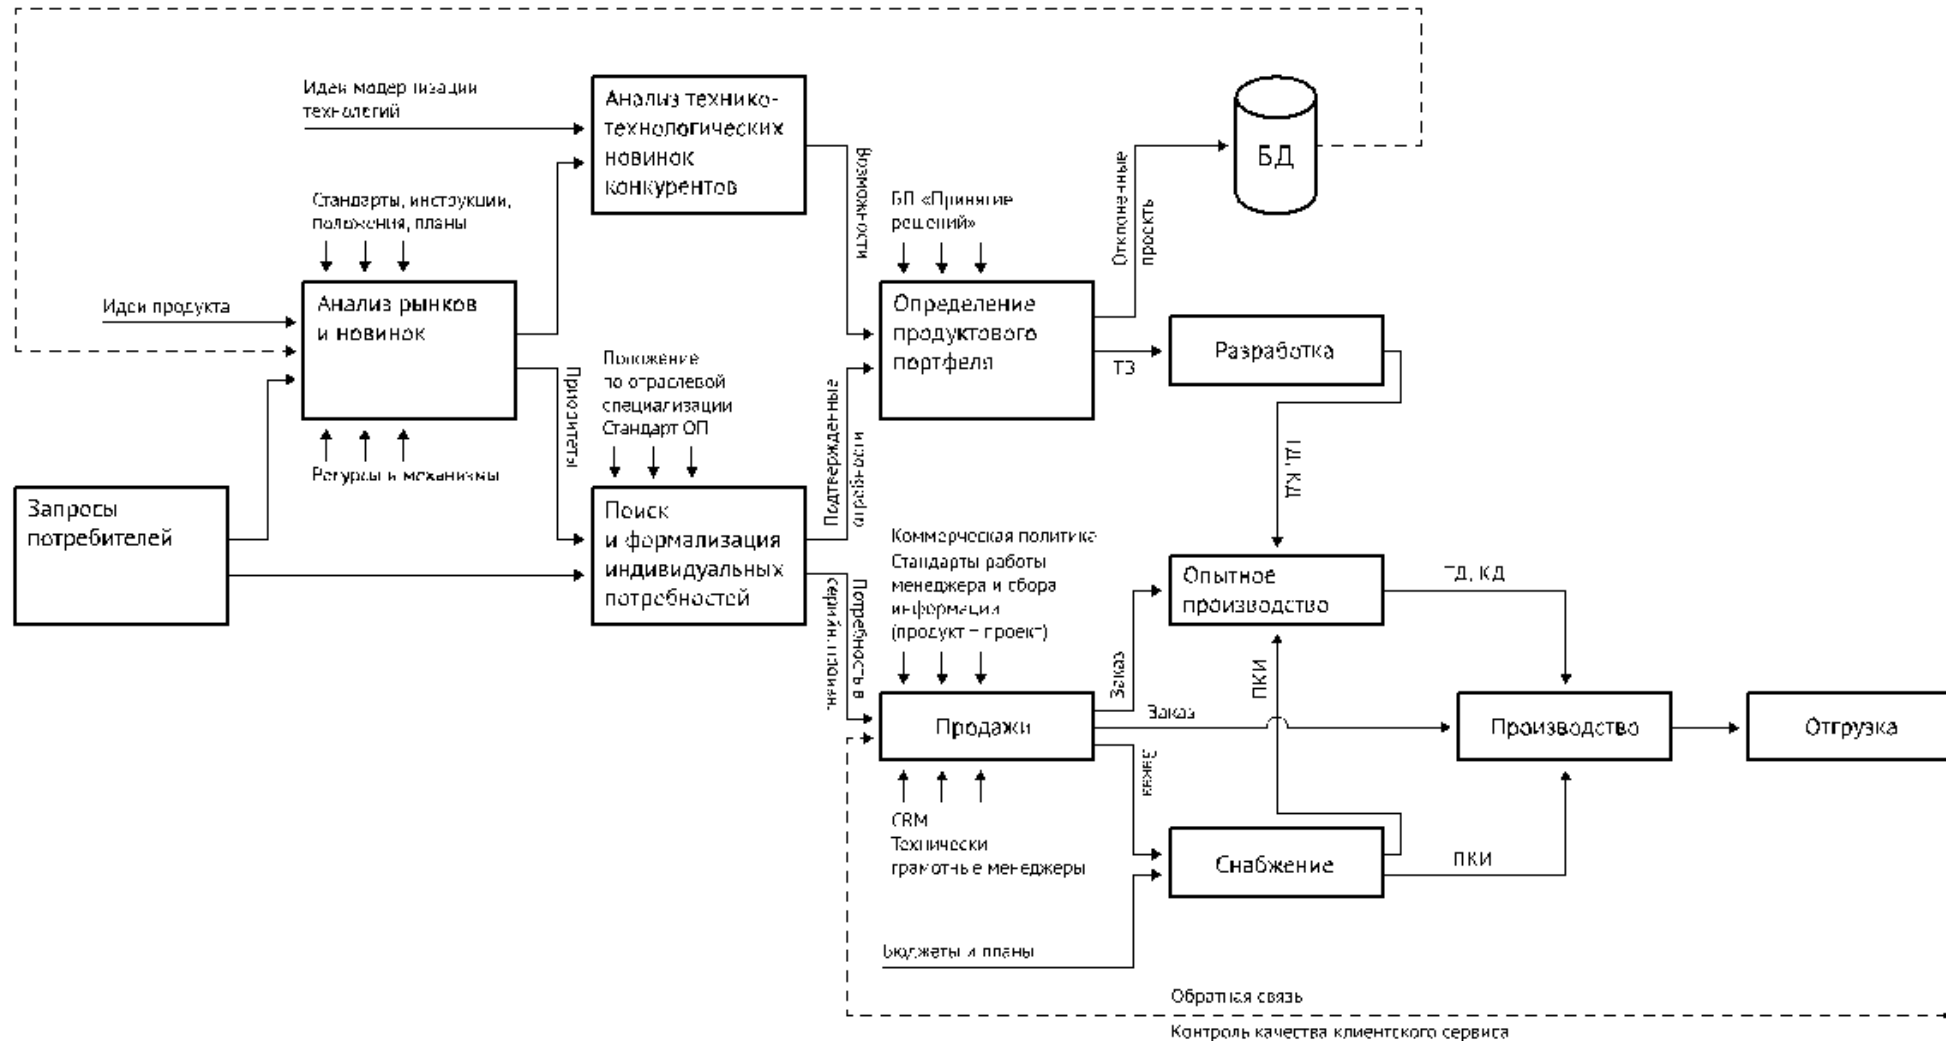 Идеи модернизации
технологий
Анализ технико-
технологических
новинок
конкурентов
БД
Возможности
Отклоненные
проекты
Стандарты, инструкции,
положения, планы
БП «Принятие
решений»
Идеи продукта
Анализ рынков
и новинок
Определение
продуктового
портфеля
ТЗ
Разработка
Приоритеты
Положение
по отраслевой
специализации
Стандарт ОП
Подтвержденные
Ресурсы и механизмы
ТД, КД
Запросы
потребителей
Поиск
и формализация
индивидуальных
потребностей
Коммерческая политика
Стандарты работы
менеджера и сбора
информации
(продукт – проект)
Потребность в
Опытное
производство
ТД, КД
Заказ
ПКИ
Продажи
Заказ
Производство
Отгрузка
Заказ
CRM
Технически
грамотные менеджеры
Снабжение
ПКИ
Бюджеты и планы
Обратная связь
Контроль качества клиентского сервиса